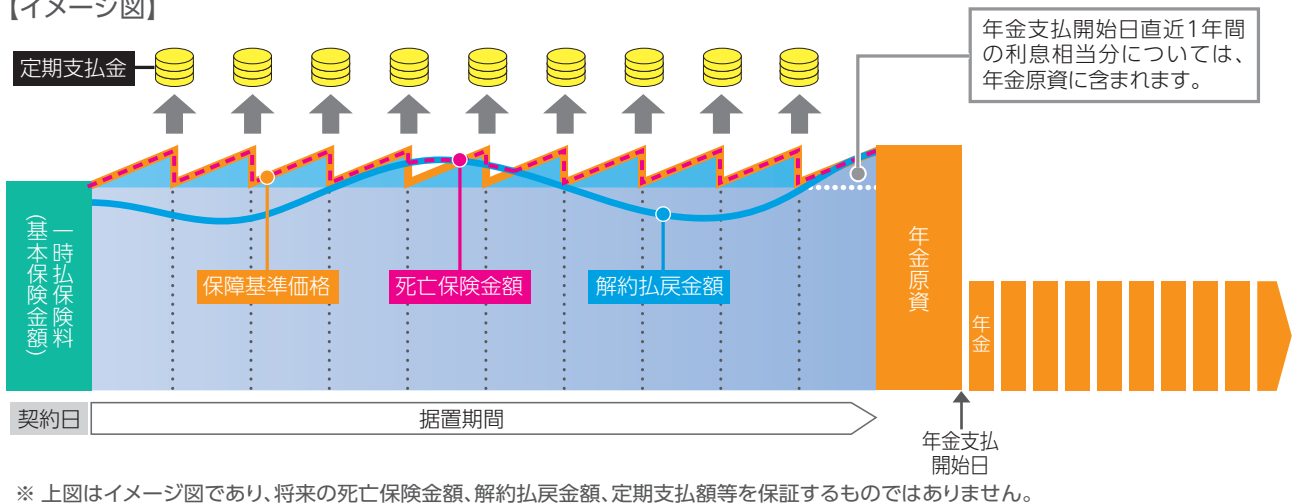 【イメージ図】
定期支払金
年金支払開始日直近1年間
の利息相当分については、
年金原資に含まれます。
一時払保険料
(基本保険金額)
保障基準価格
死亡保険金額
解約払戻金額
年金原資
年金
契約日
据置期間
年金支払
開始日
※ 上図はイメージ図であり、将来の死亡保険金額、解約払戻金額、定期支払額等を保証するものではありません。